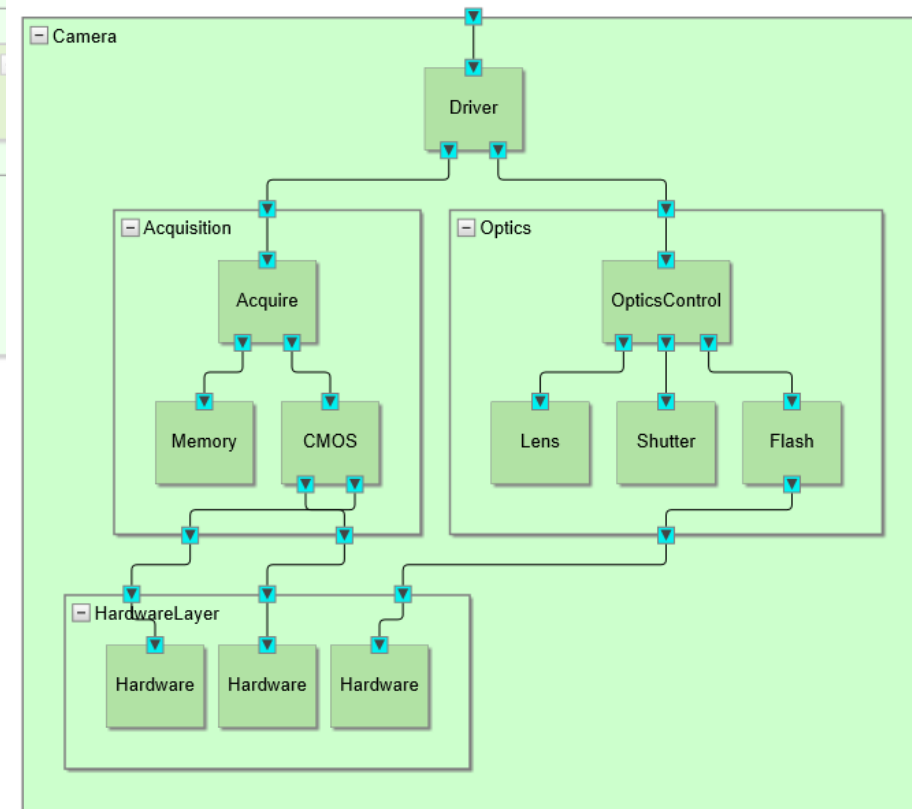 Camera
Driver
Acquisition
Optics
Acquire
OpticsControl
Memory
CMOS
Lens
Shutter
Flash
HardwareLayer
Hardware
Hardware
Hardware